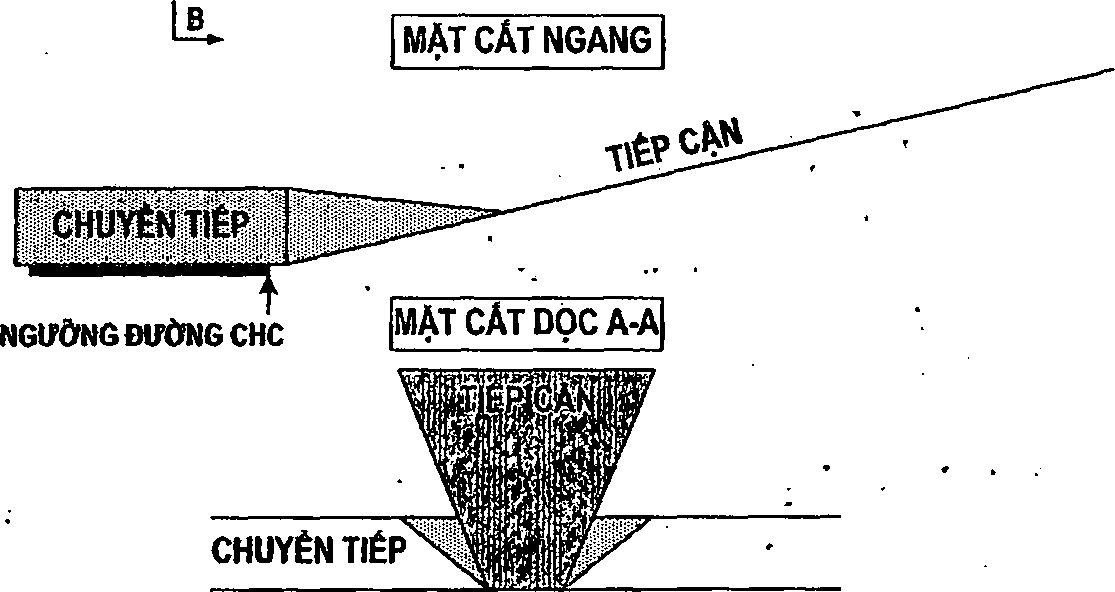 B
MẶT CẮT NGANG
TIẾP CẬN
CHUYỂN TIẾP
NGƯỠNG ĐƯỜNG CHC
MẶT CẮT DỌC A-A
TIẾP CẬN
CHUYỂN TIẾP